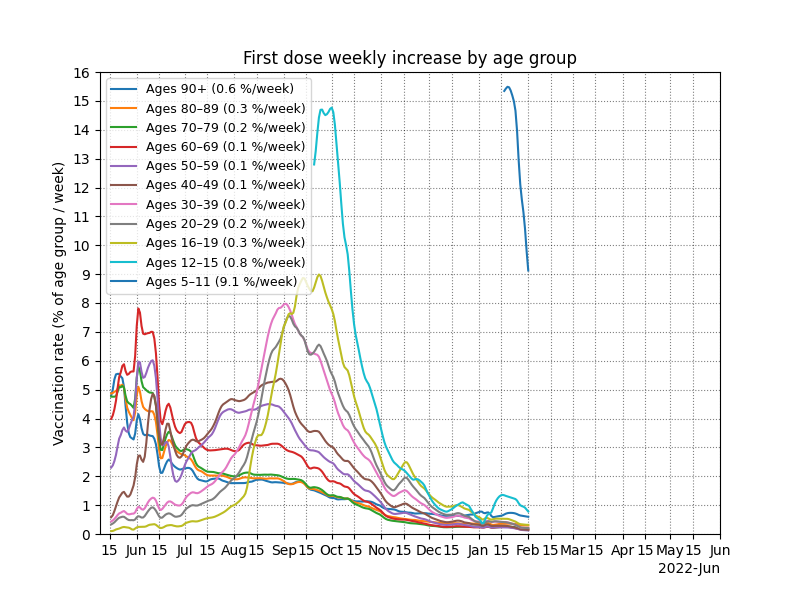 First dose weekly increase by age group
Vaccination rate (% of age group / week)
16
15
14
13
12
11
10
9
8
7
6
5
4
3
2
1
0
Ages 90+ (0.6 %/week)
Ages 80–89 (0.3 %/week)
Ages 70–79 (0.2 %/week)
Ages 60–69 (0.1 %/week)
Ages 50–59 (0.1 %/week)
Ages 40–49 (0.1 %/week)
Ages 30–39 (0.2 %/week)
Ages 20–29 (0.2 %/week)
Ages 16–19 (0.3 %/week)
Ages 12–15 (0.8 %/week)
Ages 5–11 (9.1 %/week)
15 Jun 15 Jul 15 Aug 15 Sep 15 Oct 15 Nov 15 Dec 15 Jan 15 Feb 15 Mar 15 Apr 15 May 15 Jun
2022-Jun